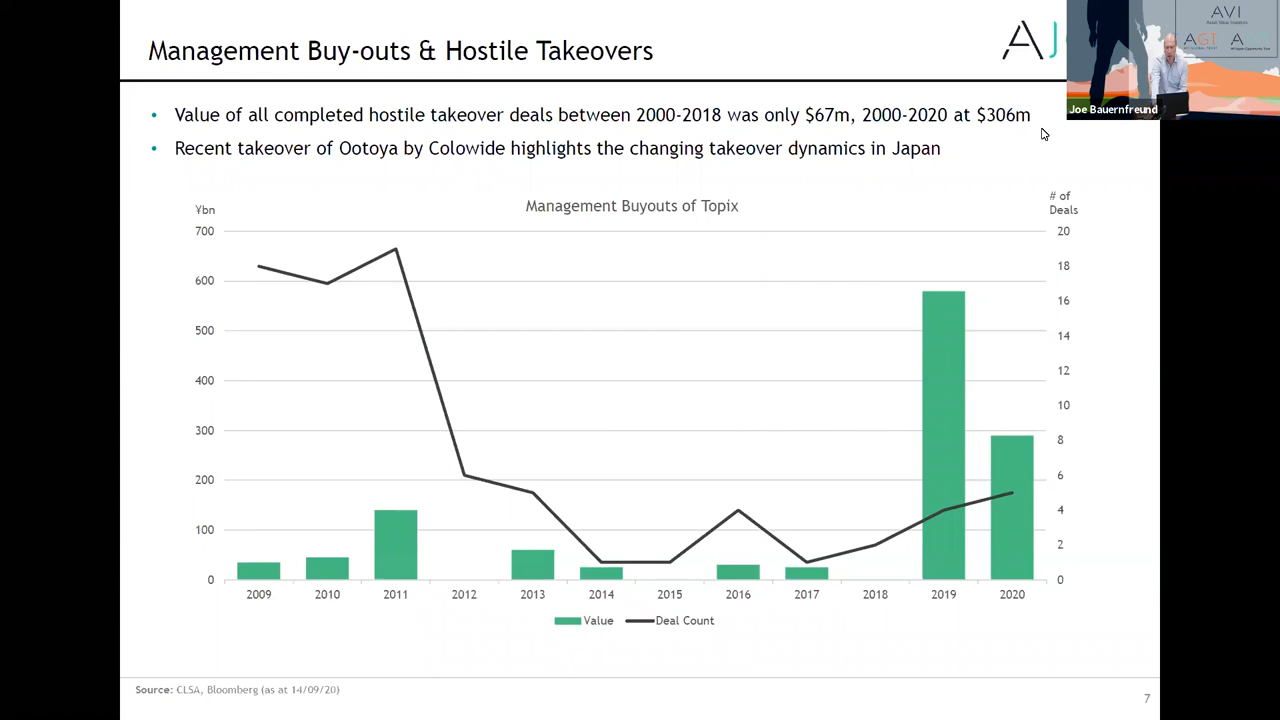 Management Buy-outs & Hostile Takeovers
AJ
AVI
AGT A
Joe Bauernfreund
• Value of all completed hostile takeover deals between 2000-2018 was only $67m, 2000-2020 at $306m
• Recent takeover of Ootoya by Colowide highlights the changing takeover dynamics in Japan
Management Buyouts of Topix
¥bn
# of
Deals
700
600
500
400
300
200
100
0
20
18
16
14
12
10
8
6
4
2
0
2009 2010 2011 2012 2013 2014 2015 2016 2017 2018 2019 2020
Value Deal Count
Source: CLSA, Bloomberg (as at 14/09/20)
7